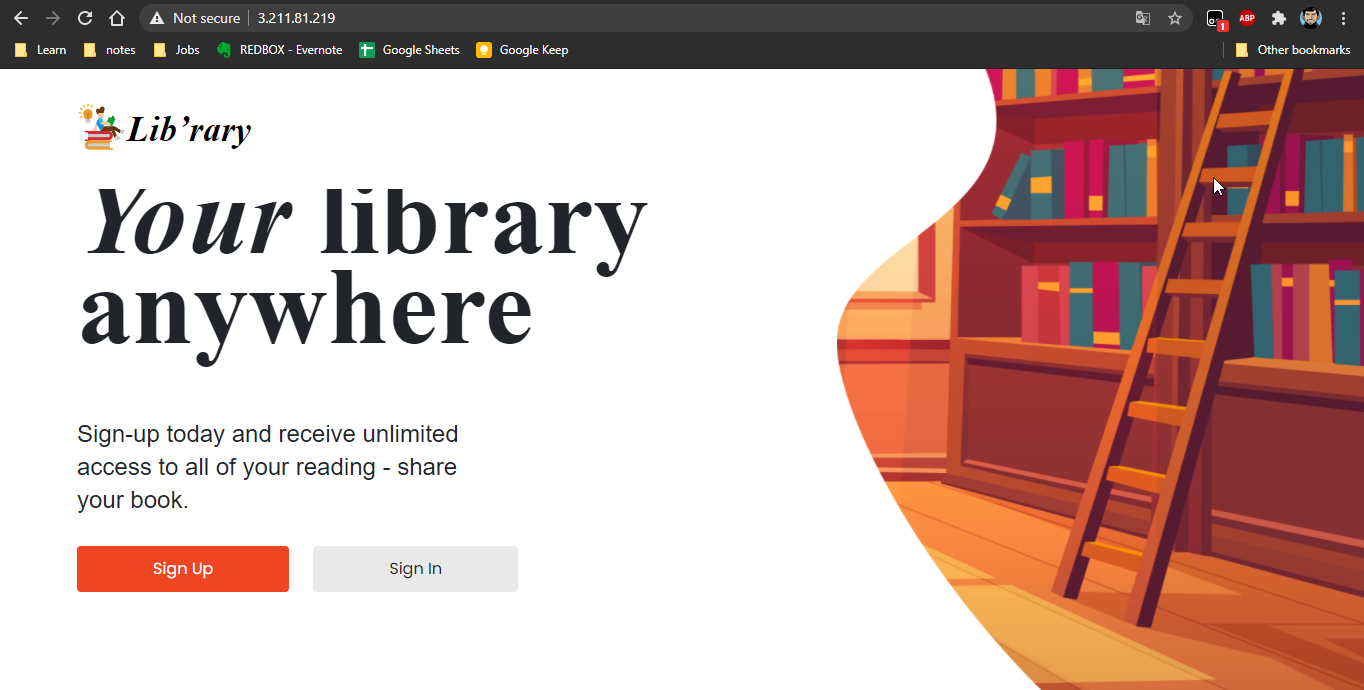 Not secure 3.211.81.219
1 ABP
Learn notes Jobs REDBOX - Evernote Google Sheets Google Keep Other bookmarks
Lib’rary
Your library
anywhere
Sign-up today and receive unlimited
access to all of your reading - share
your book.
Sign Up Sign In